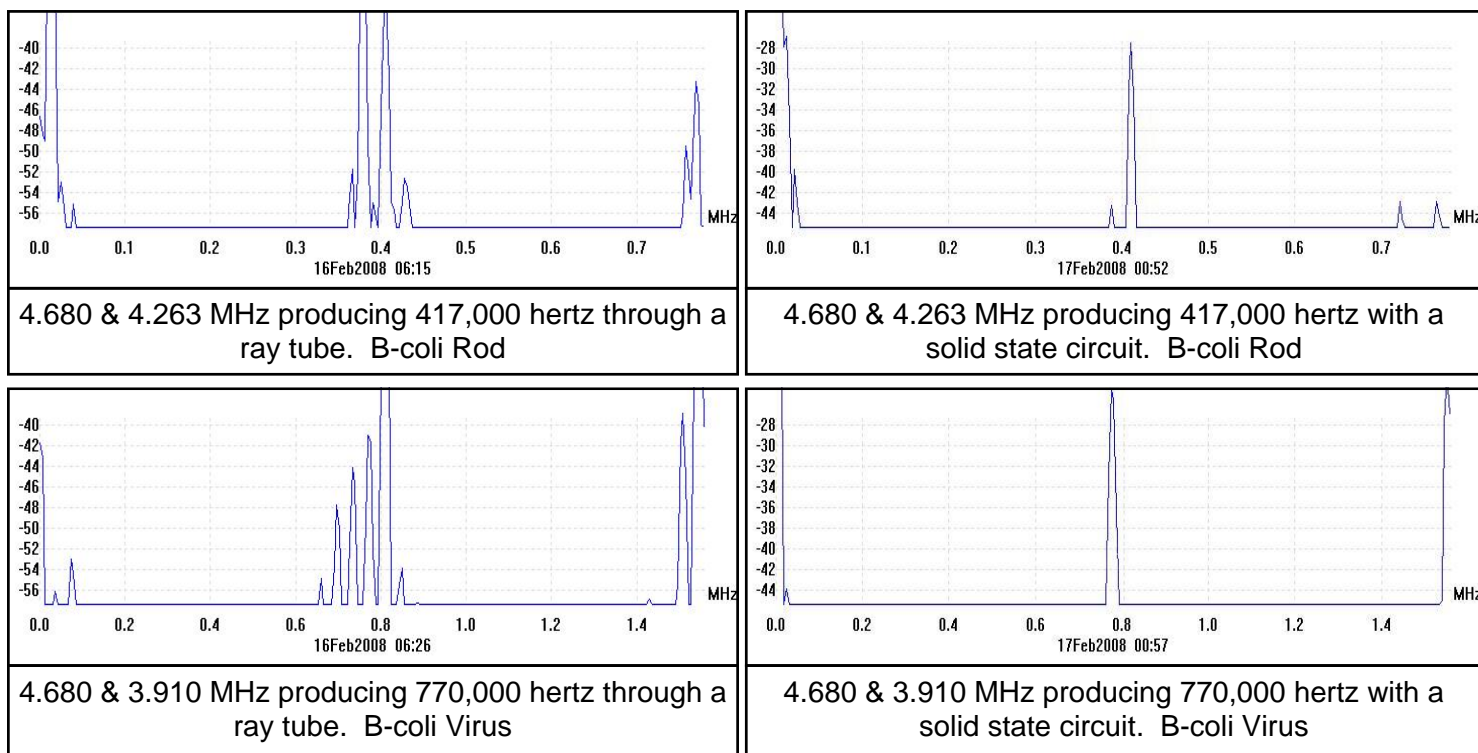 -40
-42
-44
-46
-48
-50
-52
-54
-56
MHz
0.0 0.1 0.2 0.3 0.4 0.5 0.6 0.7
16Feb2008 06:15
4.680 & 4.263 MHz producing 417,000 hertz through a
ray tube. B-coli Rod
-28
-30
-32
-34
-36
-38
-40
-42
-44
MHz
0.0 0.1 0.2 0.3 0.4 0.5 0.6 0.7
17Feb2008 00:52
4.680 & 4.263 MHz producing 417,000 hertz with a
solid state circuit. B-coli Rod
-40
-42
-44
-46
-48
-50
-52
-54
-56
MHz
0.0 0.2 0.4 0.6 0.8 1.0 1.2 1.4
16Feb2008 06:26
4.680 & 3.910 MHz producing 770,000 hertz through a
ray tube. B-coli Virus
-28
-30
-32
-34
-36
-38
-40
-42
-44
MHz
0.0 0.2 0.4 0.6 0.8 1.0 1.2 1.4
17Feb2008 00:57
4.680 & 3.910 MHz producing 770,000 hertz with a
solid state circuit. B-coli Virus